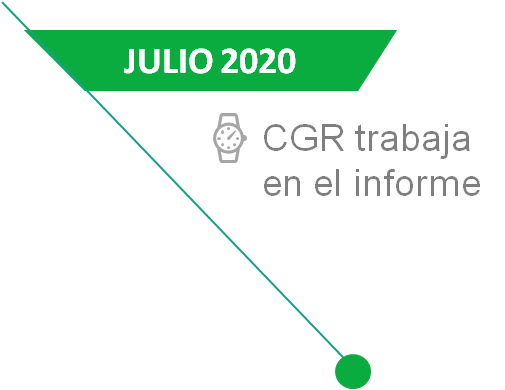 JULIO 2020
CGR trabaja
en el informe